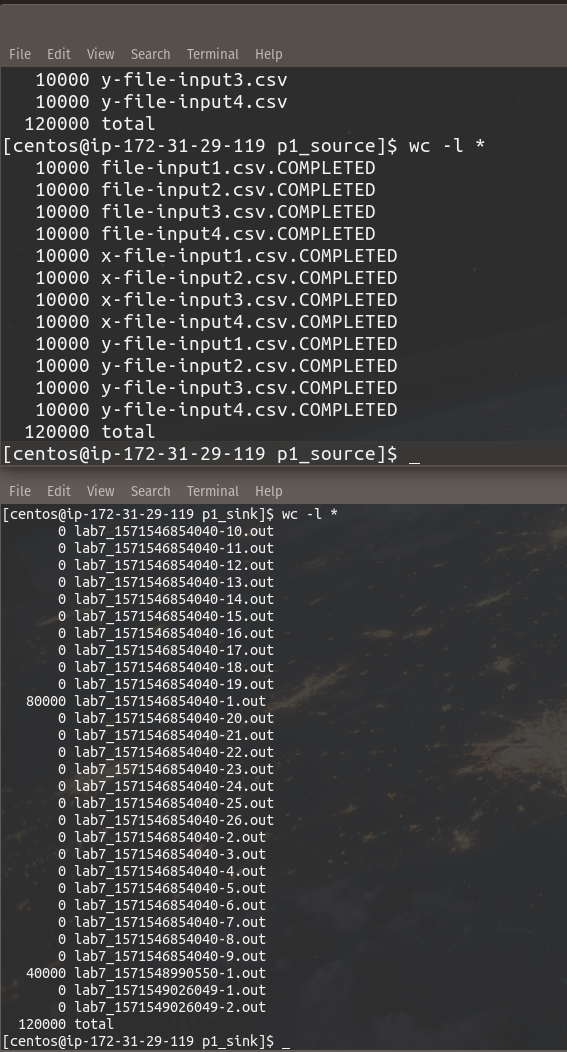 File Edit View Search Terminal Help
10000 y-file-input3.csv
10000 y-file-input4.csv
120000 total
[centos@ip-172-31-29-119 p1_source]$ wc -l *
10000 file-input1.csv.COMPLETED
10000 file-input2.csv.COMPLETED
10000 file-input3.csv.COMPLETED
10000 file-input4.csv.COMPLETED
10000 x-file-input1.csv.COMPLETED
10000 x-file-input2.csv.COMPLETED
10000 x-file-input3.csv.COMPLETED
10000 x-file-input4.csv.COMPLETED
10000 y-file-input1.csv.COMPLETED
10000 y-file-input2.csv.COMPLETED
10000 y-file-input3.csv.COMPLETED
10000 y-file-input4.csv.COMPLETED
120000 total
[centos@ip-172-31-29-119 p1_source]$ _
File Edit View Search Terminal Help
[centos@ip-172-31-29-119 p1_sink]$ wc -l *
0 lab7_1571546854040-10.out
0 lab7_1571546854040-11.out
0 lab7_1571546854040-12.out
0 lab7_1571546854040-13.out
0 lab7_1571546854040-14.out
0 lab7_1571546854040-15.out
0 lab7_1571546854040-16.out
0 lab7_1571546854040-17.out
0 lab7_1571546854040-18.out
0 lab7_1571546854040-19.out
80000 lab7_1571546854040-1.out
0 lab7_1571546854040-20.out
0 lab7_1571546854040-21.out
0 lab7_1571546854040-22.out
0 lab7_1571546854040-23.out
0 lab7_1571546854040-24.out
0 lab7_1571546854040-25.out
0 lab7_1571546854040-26.out
0 lab7_1571546854040-2.out
0 lab7_1571546854040-3.out
0 lab7_1571546854040-4.out
0 lab7_1571546854040-5.out
0 lab7_1571546854040-6.out
0 lab7_1571546854040-7.out
0 lab7_1571546854040-8.out
0 lab7_1571546854040-9.out
40000 lab7_1571548990550-1.out
0 lab7_1571549026049-1.out
0 lab7_1571549026049-2.out
120000 total
[centos@ip-172-31-29-119 p1_sink]$ _